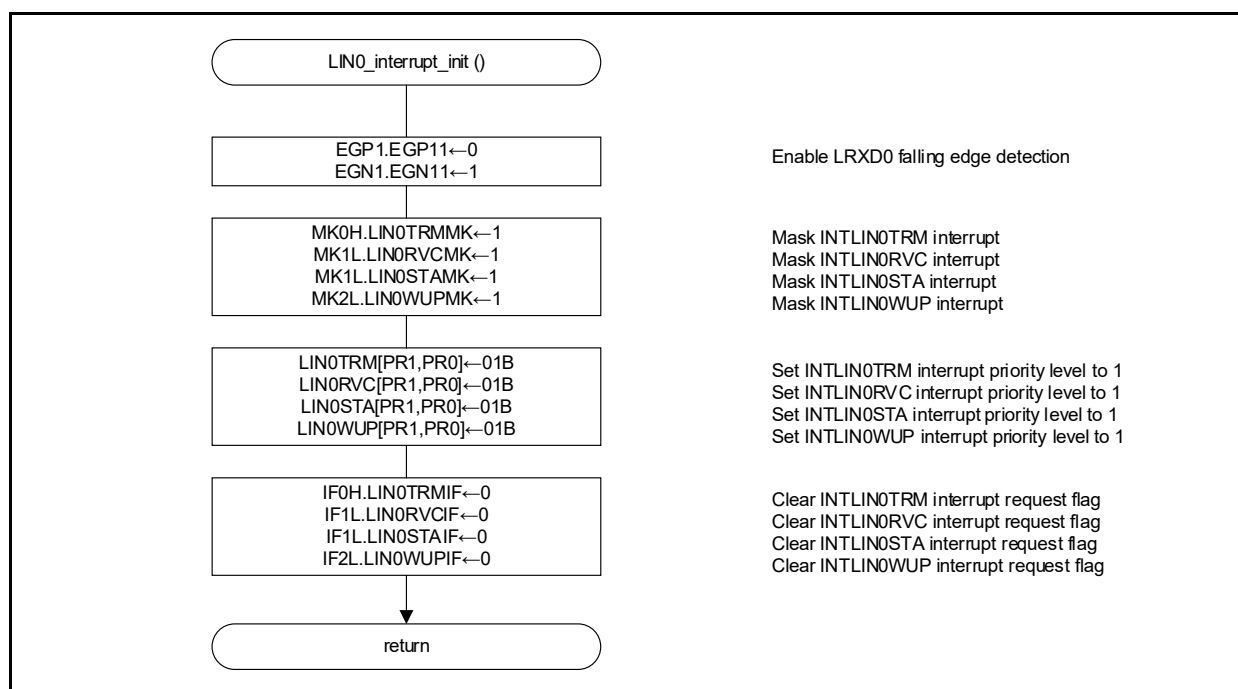 LIN0_interrupt_init ()
EGP1.EGP11←0
EGN1.EGN11←1
Enable LRXD0 falling edge detection
MK0H.LIN0TRMMK←1
MK1L.LIN0RVCMK←1
MK1L.LIN0STAMK←1
MK2L.LIN0WUPMK←1
Mask INTLIN0TRM interrupt
Mask INTLIN0RVC interrupt
Mask INTLIN0STA interrupt
Mask INTLIN0WUP interrupt
LIN0TRM[PR1,PR0]←01B
LIN0RVC[PR1,PR0]←01B
LIN0STA[PR1,PR0]←01B
LIN0WUP[PR1,PR0]←01B
Set INTLIN0TRM interrupt priority level to 1
Set INTLIN0RVC interrupt priority level to 1
Set INTLIN0STA interrupt priority level to 1
Set INTLIN0WUP interrupt priority level to 1
IF0H.LIN0TRMIF←0
IF1L.LIN0RVCIF←0
IF1L.LIN0STAIF←0
IF2L.LIN0WUPIF←0
Clear INTLIN0TRM interrupt request flag
Clear INTLIN0RVC interrupt request flag
Clear INTLIN0STA interrupt request flag
Clear INTLIN0WUP interrupt request flag
return